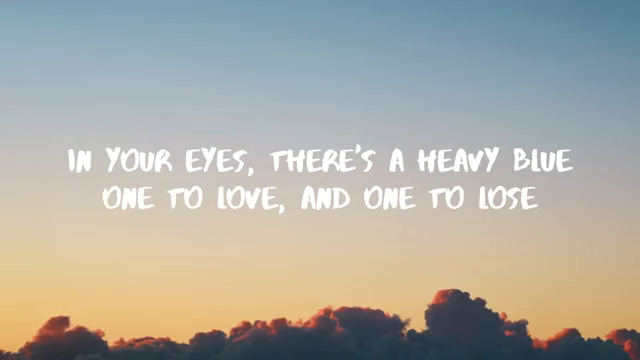 IN YOUR EYES, THERE'S A HEAVY BLUE
ONE TO LOVE, AND ONE TO LOSE